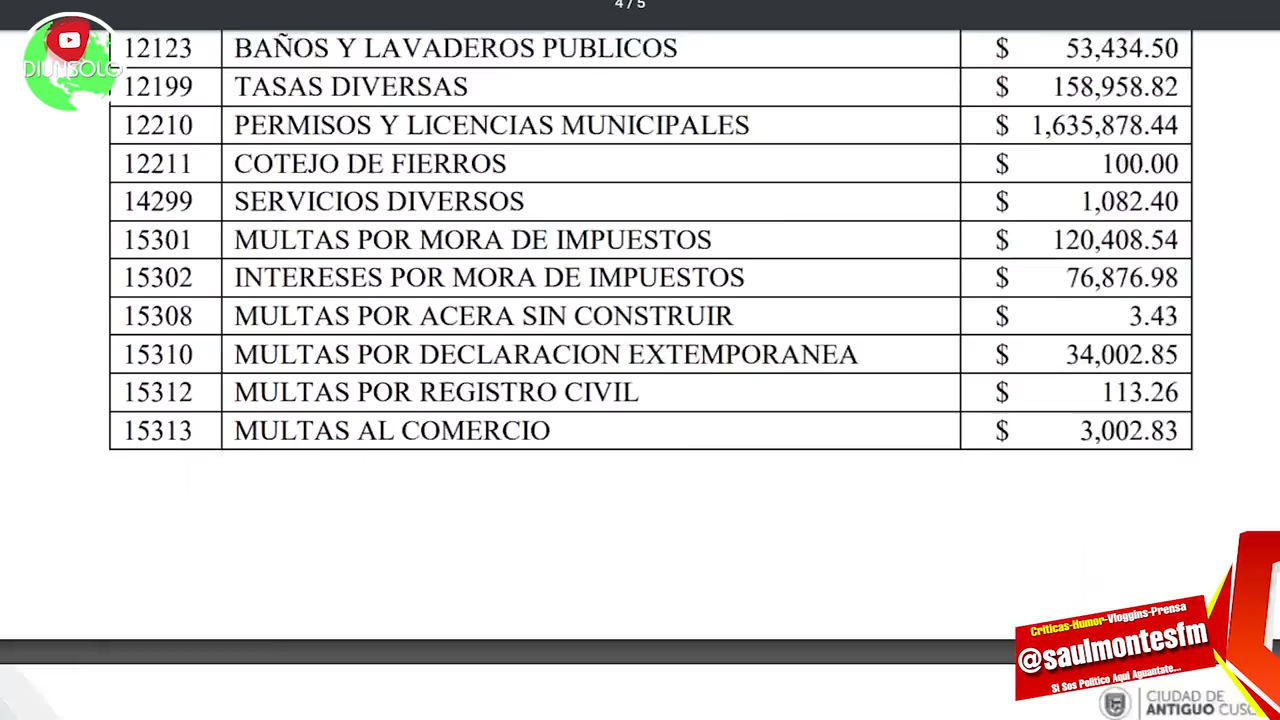 4 / 5
DIUNSOLO
12123 BAÑOS Y LAVADEROS PUBLICOS $ 53,434.50
12199 TASAS DIVERSAS $ 158,958.82
12210 PERMISOS Y LICENCIAS MUNICIPALES $ 1,635,878.44
12211 COTEJO DE FIERROS $ 100.00
14299 SERVICIOS DIVERSOS $ 1,082.40
15301 MULTAS POR MORA DE IMPUESTOS $ 120,408.54
15302 INTERESES POR MORA DE IMPUESTOS $ 76,876.98
15308 MULTAS POR ACERA SIN CONSTRUIR $ 3.43
15310 MULTAS POR DECLARACION EXTEMPORANEA $ 34,002.85
15312 MULTAS POR REGISTRO CIVIL $ 113.26
15313 MULTAS AL COMERCIO $ 3,002.83
Criticas-Humor-Vloggins-Prensa
@saulmontesfm
Si Sos Politico Aqui Aguantate...
CIUDAD DE
ANTIGUO CUSC